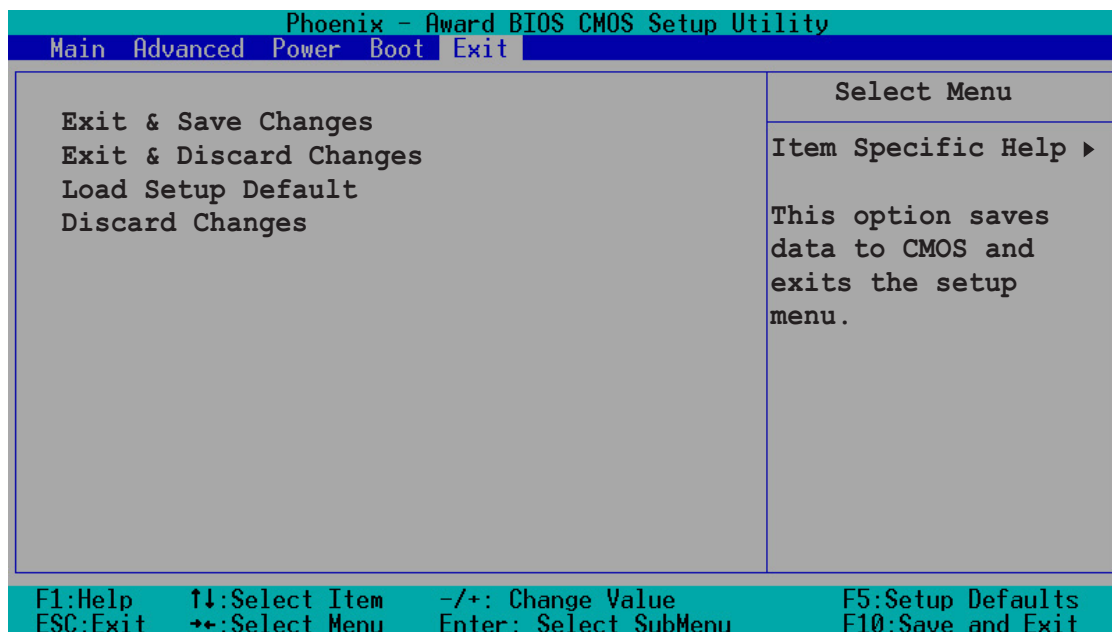 Phoenix - Award BIOS CMOS Setup Utility
Main Advanced Power Boot Exit
Select Menu
Exit & Save Changes
Exit & Discard Changes
Load Setup Default
Discard Changes
Item Specific Help ▸
This option saves
data to CMOS and
exits the setup
menu.
F1:Help ↑↓:Select Item -/+: Change Value F5:Setup Defaults
ESC:Exit →←:Select Menu Enter: Select SubMenu F10:Save and Exit